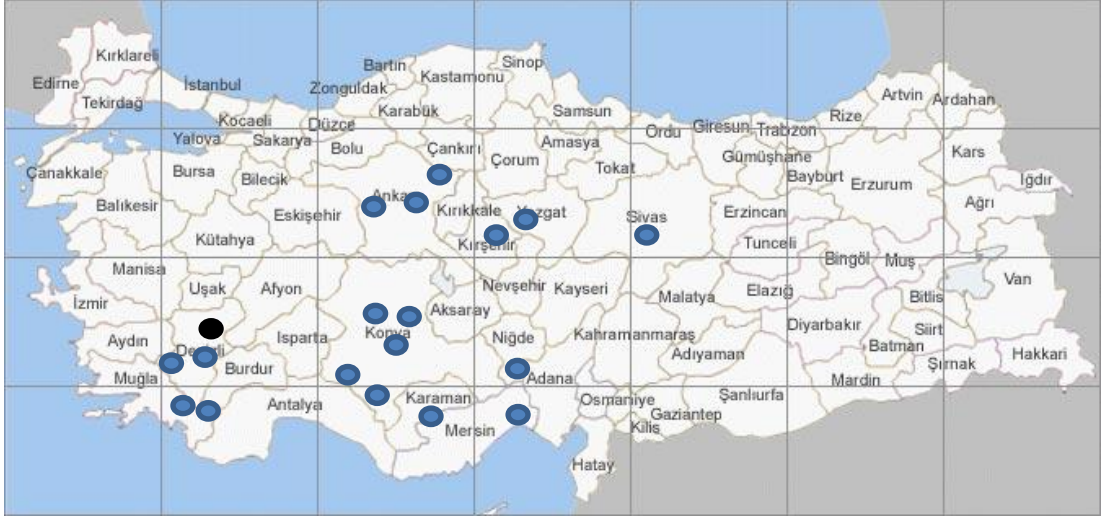 Kırklareli
Edirne
Tekirdağ
İstanbul
Kocaeli
Yalova
Sakarya
Düzce
Zonguldak
Bartın
Karabük
Kastamonu
Sinop
Samsun
Ordu
Giresun
Trabzon
Rize
Artvin
Ardahan
Çanakkale
Bursa
Bilecik
Bolu
Çankırı
Çorum
Amasya
Tokat
Gümüşhane
Bayburt
Erzurum
Kars
Iğdır
Balıkesir
Eskişehir
Kütahya
Kırıkkale
Kırşehir
Sivas
Erzincan
Tunceli
Bingöl
Muş
Ağrı
Manisa
Uşak
Afyon
İzmir
Aksaray
Nevşehir
Kayseri
Malatya
Elazığ
Bitlis
Van
Aydın
Isparta
Konya
Niğde
Kahramanmaraş
Adıyaman
Diyarbakır
Batman
Siirt
Şırnak
Hakkari
Muğla
Burdur
Antalya
Karaman
Mersin
Adana
Osmaniye
Gaziantep
Kilis
Şanlıurfa
Mardin
Hatay